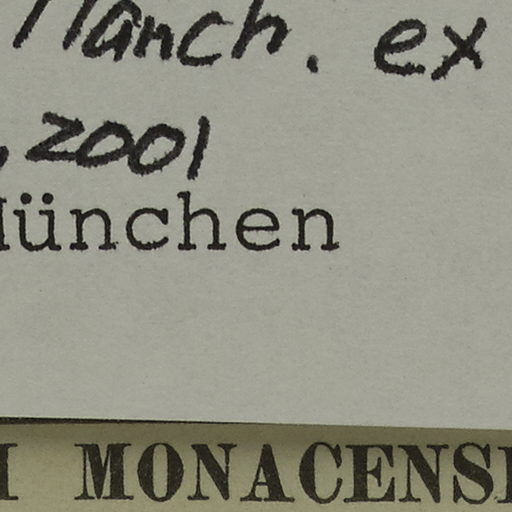 Planch. ex
, 2001
München
I MONACENSI